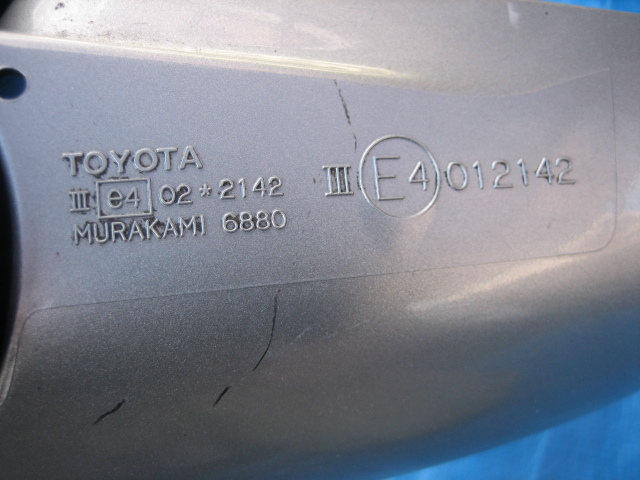 TOYOTA
III e4 02*2142
MURAKAMI 6880
III E4 012142